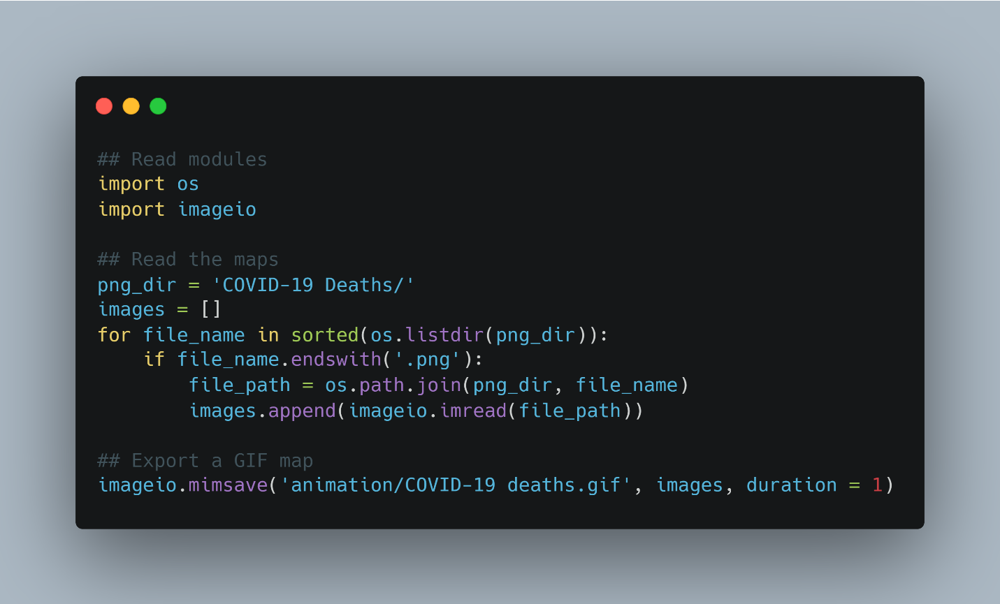 ## Read modules
import os
import imageio

## Read the maps
png_dir = 'COVID-19 Deaths/'
images = []
for file_name in sorted(os.listdir(png_dir)):
    if file_name.endswith('.png'):
        file_path = os.path.join(png_dir, file_name)
        images.append(imageio.imread(file_path))

## Export a GIF map
imageio.mimsave('animation/COVID-19 deaths.gif', images, duration = 1)